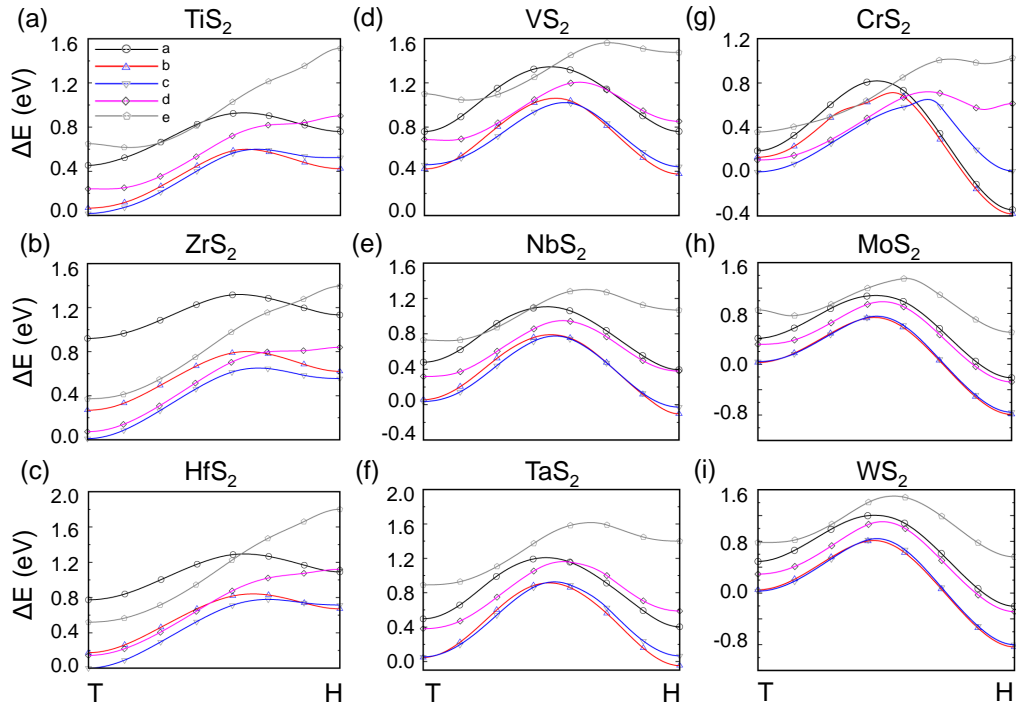 (a) TiS2
(d) VS2
(g) CrS2
1.6
1.2
0.8
0.4
0.0
a
b
c
d
e
ΔE (eV)
1.6
1.2
0.8
0.4
0.0
1.2
0.8
0.4
0.0
-0.4
(b) ZrS2
(e) NbS2
(h) MoS2
1.6
1.2
0.8
0.4
0.0
ΔE (eV)
1.6
1.2
0.8
0.4
0.0
-0.4
1.6
0.8
0.0
-0.8
(c) HfS2
(f) TaS2
(i) WS2
2.0
1.6
1.2
0.8
0.4
0.0
ΔE (eV)
2.0
1.6
1.2
0.8
0.4
0.0
1.6
0.8
0.0
-0.8
T H
T H
T H